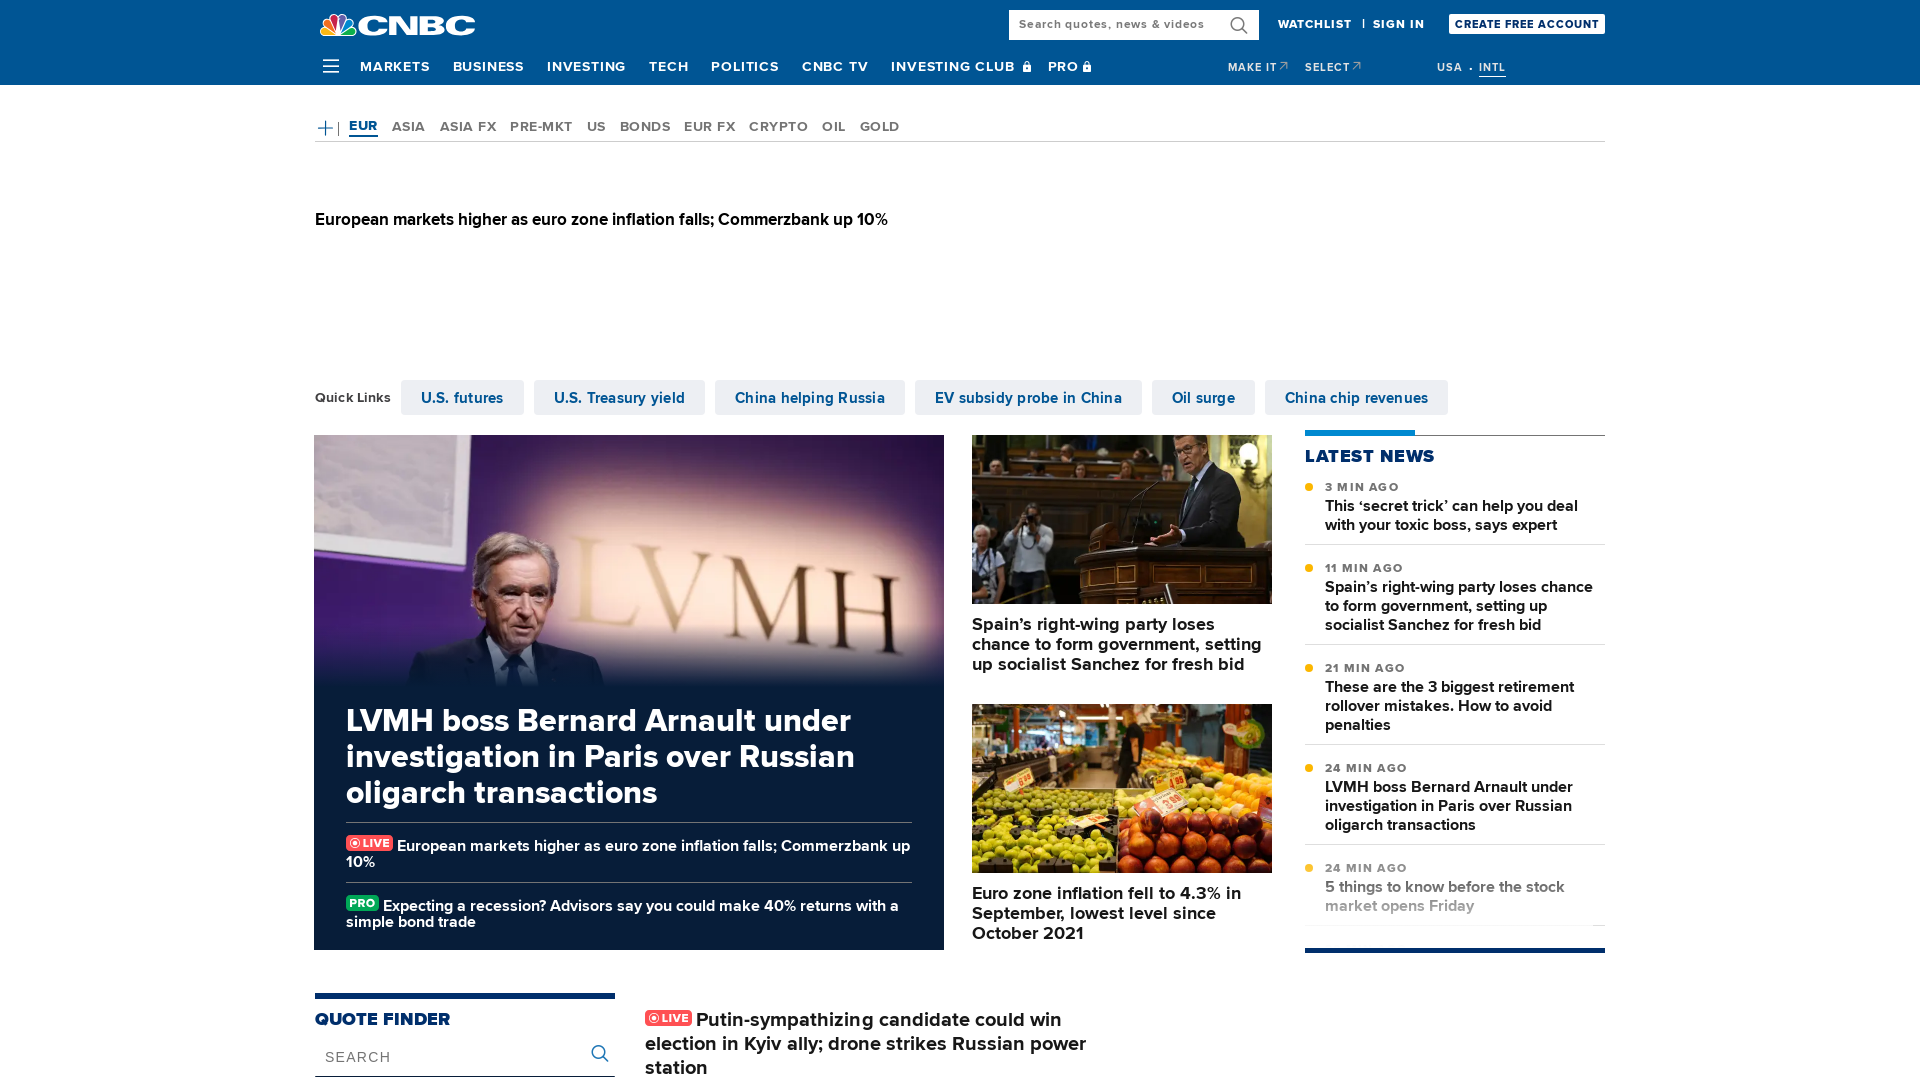 CNBC
Search quotes, news & videos
WATCHLIST | SIGN IN
CREATE FREE ACCOUNT
MARKETS BUSINESS INVESTING TECH POLITICS CNBC TV INVESTING CLUB PRO
MAKE IT SELECT
USA • INTL
EUR ASIA ASIA FX PRE-MKT US BONDS EUR FX CRYPTO OIL GOLD
European markets higher as euro zone inflation falls; Commerzbank up 10%
Quick Links U.S. futures U.S. Treasury yield China helping Russia EV subsidy probe in China Oil surge China chip revenues
LVMH
LVMH boss Bernard Arnault under
investigation in Paris over Russian
oligarch transactions
LIVE European markets higher as euro zone inflation falls; Commerzbank up
10%
PRO Expecting a recession? Advisors say you could make 40% returns with a
simple bond trade
Spain’s right-wing party loses
chance to form government, setting
up socialist Sanchez for fresh bid
Euro zone inflation fell to 4.3% in
September, lowest level since
October 2021
LATEST NEWS
3 MIN AGO
This ‘secret trick’ can help you deal
with your toxic boss, says expert
11 MIN AGO
Spain’s right-wing party loses chance
to form government, setting up
socialist Sanchez for fresh bid
21 MIN AGO
These are the 3 biggest retirement
rollover mistakes. How to avoid
penalties
24 MIN AGO
LVMH boss Bernard Arnault under
investigation in Paris over Russian
oligarch transactions
24 MIN AGO
5 things to know before the stock
market opens Friday
QUOTE FINDER
SEARCH
LIVE Putin-sympathizing candidate could win
election in Kyiv ally; drone strikes Russian power
station